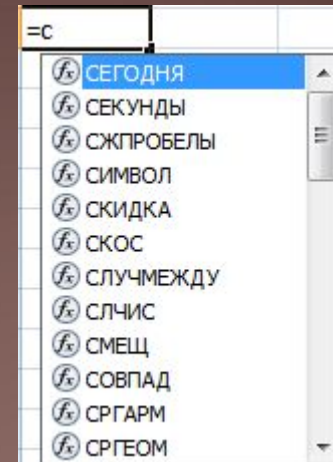 =с
СЕГОДНЯ
СЕКУНДЫ
СЖПРОБЕЛЫ
СИМВОЛ
СКИДКА
СКОС
СЛУЧМЕЖДУ
СЛЧИС
СМЕЩ
СОВПАД
СРГАРМ
СРГЕОМ